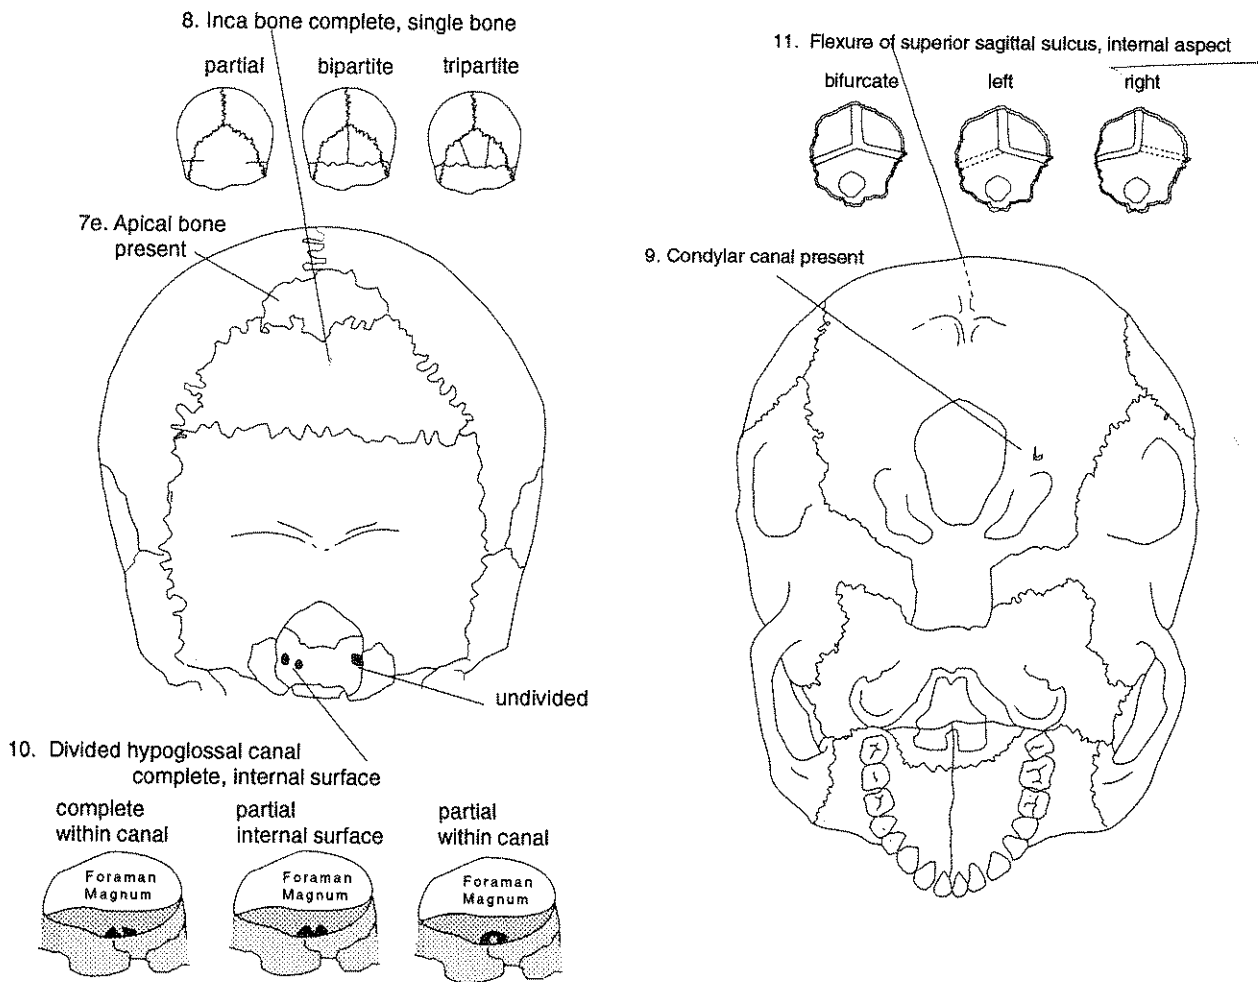 8. Inca bone complete, single bone
partial bipartite tripartite
7e. Apical bone
present
undivided
10. Divided hypoglossal canal
complete, internal surface
complete
within canal
partial
internal surface
partial
within canal
Foraman
Magnum
Foraman
Magnum
Foraman
Magnum
11. Flexure of superior sagittal sulcus, internal aspect
bifurcate left right
9. Condylar canal present